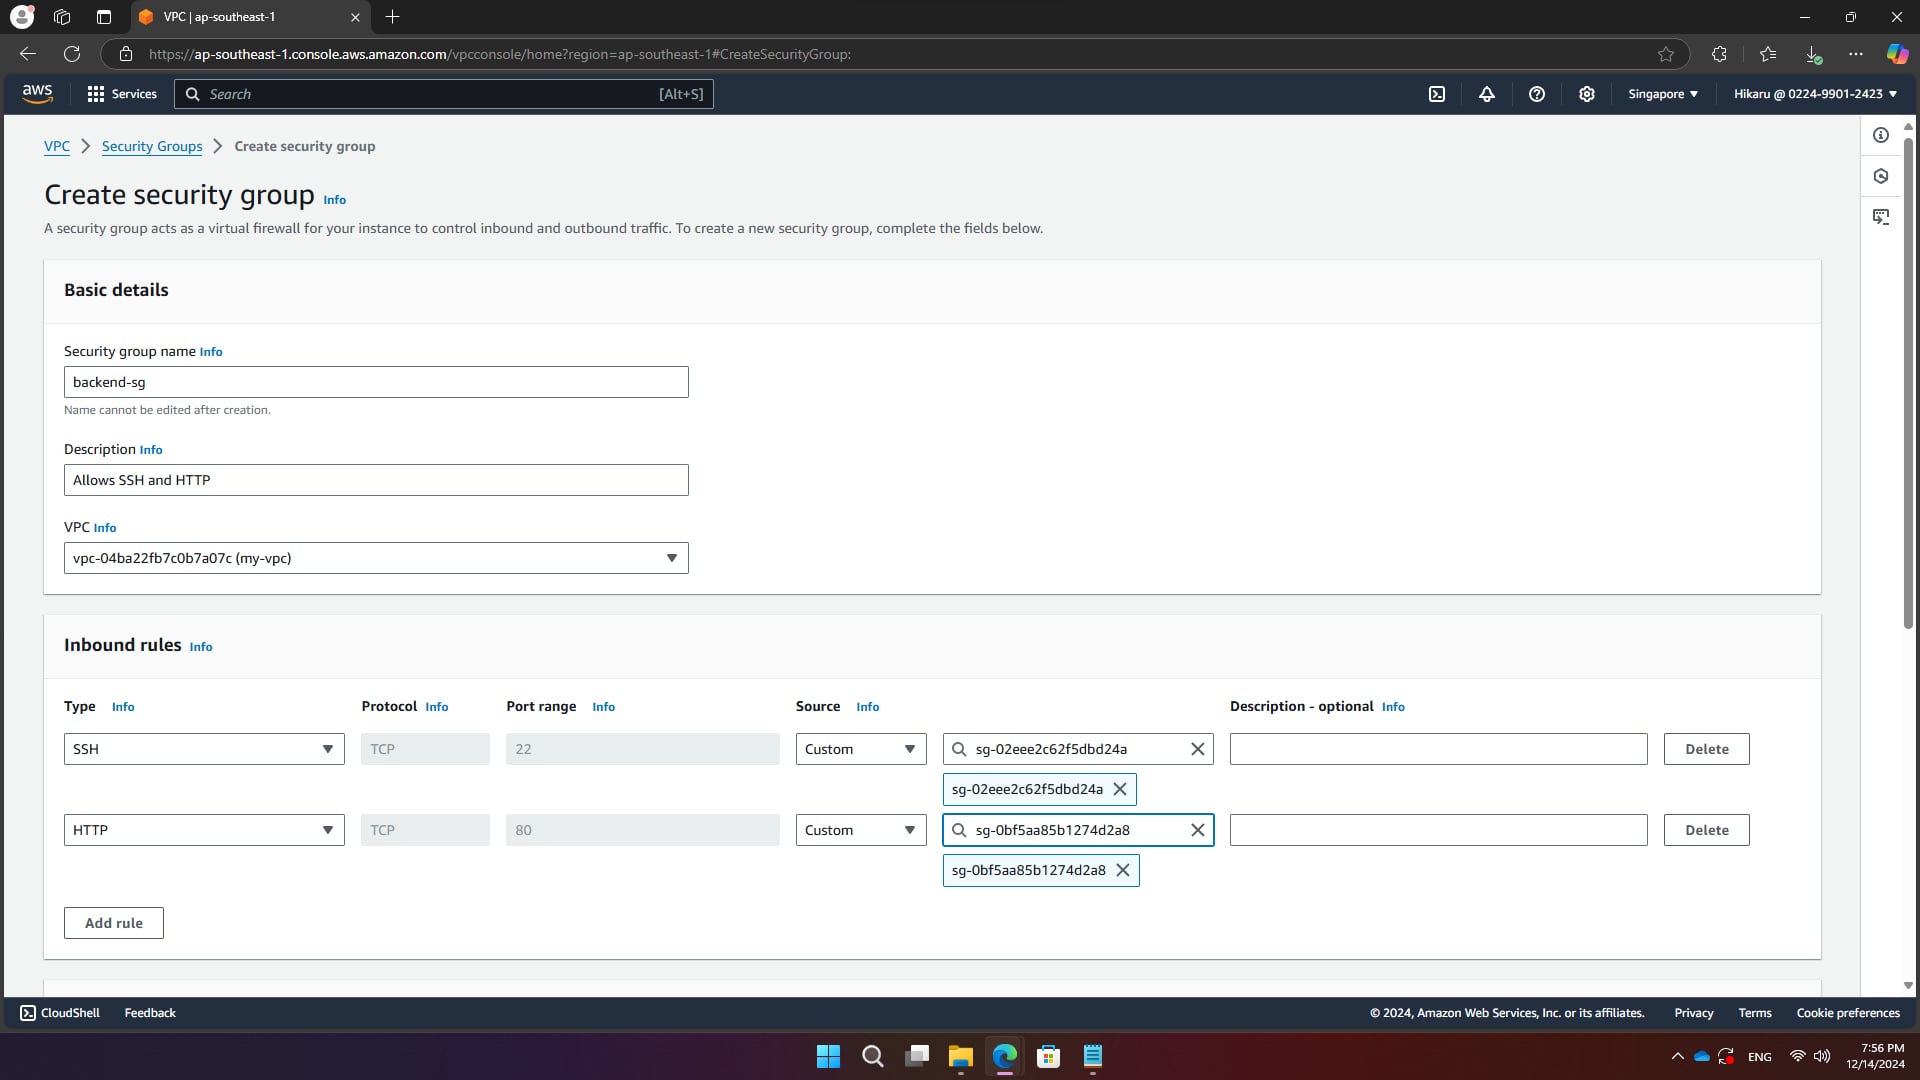 VPC | ap-southeast-1
https://ap-southeast-1.console.aws.amazon.com/vpcconsole/home?region=ap-southeast-1#CreateSecurityGroup:
aws Services Search [Alt+S] Singapore Hikaru @ 0224-9901-2423
VPC Security Groups Create security group
Create security group Info
A security group acts as a virtual firewall for your instance to control inbound and outbound traffic. To create a new security group, complete the fields below.
Basic details
Security group name Info
backend-sg
Name cannot be edited after creation.
Description Info
Allows SSH and HTTP
VPC Info
vpc-04ba22fb7c0b7a07c (my-vpc)
Inbound rules Info
Type Info Protocol Info Port range Info Source Info Description - optional Info
SSH TCP 22 Custom sg-02eee2c62f5dbd24a Delete
sg-02eee2c62f5dbd24a
HTTP TCP 80 Custom sg-0bf5aa85b1274d2a8 Delete
sg-0bf5aa85b1274d2a8
Add rule
CloudShell Feedback © 2024, Amazon Web Services, Inc. or its affiliates. Privacy Terms Cookie preferences
ENG 7:56 PM
12/14/2024